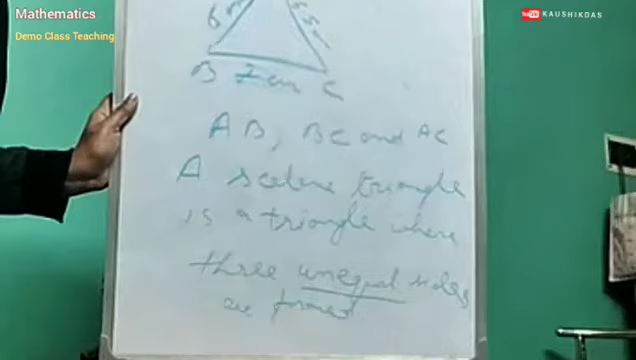 Mathematics
Demo Class Teaching
KAUSHIKDAS
6
B 7cm C
AB, BC and AC
A scalene triangle
is a triangle where
three unequal sides
are formed